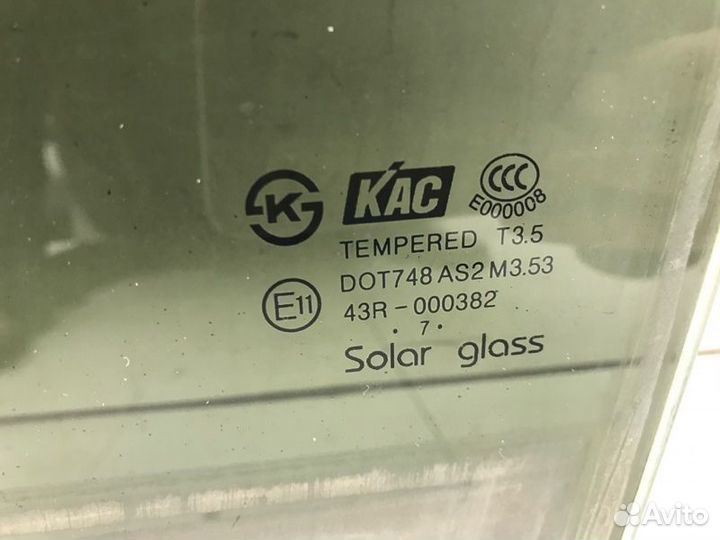 K KAC CCC
E000008
TEMPERED T3.5
DOT748 AS2 M3.53
E11 43R-000382
• 7 •
Solar glass
Avito